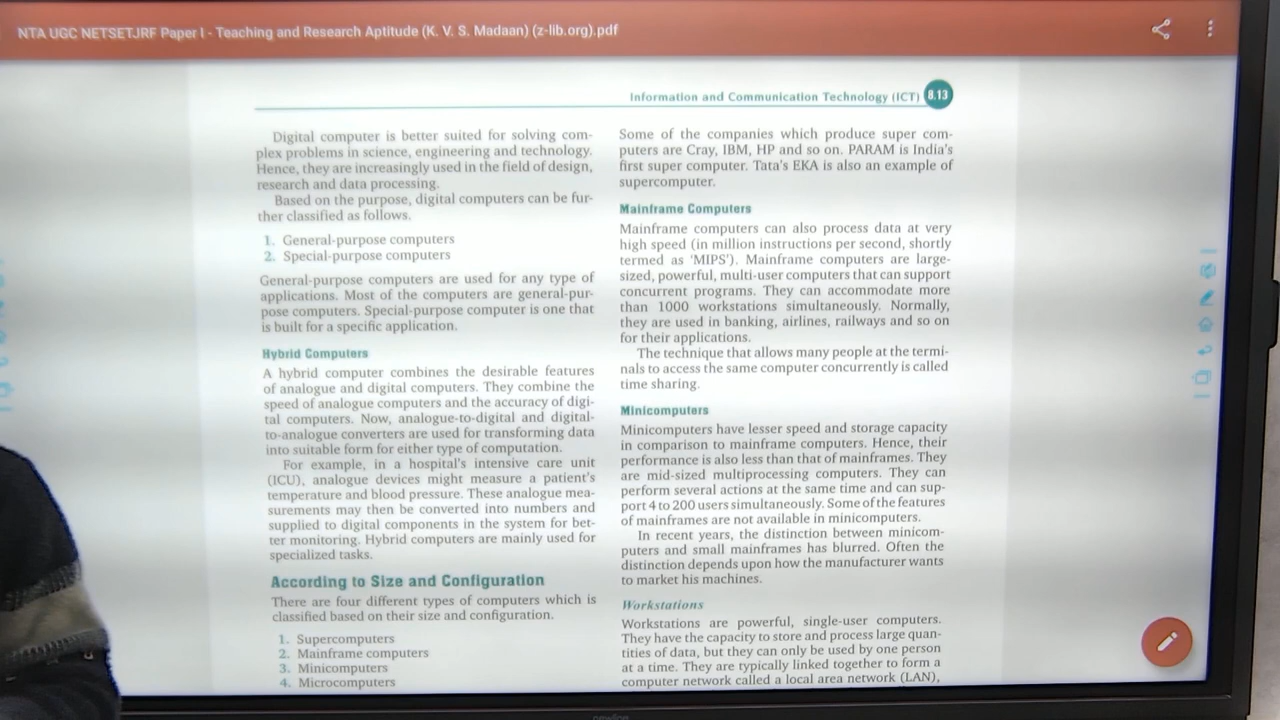 NTA UGC NETSETJRF Paper I - Teaching and Research Aptitude (K. V. S. Madaan) (z-lib.org).pdf
Information and Communication Technology (ICT) 8.13
Digital computer is better suited for solving com-
plex problems in science, engineering and technology.
Hence, they are increasingly used in the field of design,
research and data processing.
Based on the purpose, digital computers can be fur-
ther classified as follows.
1. General-purpose computers
2. Special-purpose computers
General-purpose computers are used for any type of
applications. Most of the computers are general-pur-
pose computers. Special-purpose computer is one that
is built for a specific application.
Hybrid Computers
A hybrid computer combines the desirable features
of analogue and digital computers. They combine the
speed of analogue computers and the accuracy of digi-
tal computers. Now, analogue-to-digital and digital-
to-analogue converters are used for transforming data
into suitable form for either type of computation.
For example, in a hospital's intensive care unit
(ICU), analogue devices might measure a patient's
temperature and blood pressure. These analogue mea-
surements may then be converted into numbers and
supplied to digital components in the system for bet-
ter monitoring. Hybrid computers are mainly used for
specialized tasks.
According to Size and Configuration
There are four different types of computers which is
classified based on their size and configuration.
1. Supercomputers
2. Mainframe computers
3. Minicomputers
4. Microcomputers
Some of the companies which produce super com-
puters are Cray, IBM, HP and so on. PARAM is India's
first super computer. Tata's EKA is also an example of
supercomputer.
Mainframe Computers
Mainframe computers can also process data at very
high speed (in million instructions per second, shortly
termed as 'MIPS'). Mainframe computers are large-
sized, powerful, multi-user computers that can support
concurrent programs. They can accommodate more
than 1000 workstations simultaneously. Normally,
they are used in banking, airlines, railways and so on
for their applications.
The technique that allows many people at the termi-
nals to access the same computer concurrently is called
time sharing.
Minicomputers
Minicomputers have lesser speed and storage capacity
in comparison to mainframe computers. Hence, their
performance is also less than that of mainframes. They
are mid-sized multiprocessing computers. They can
perform several actions at the same time and can sup-
port 4 to 200 users simultaneously. Some of the features
of mainframes are not available in minicomputers.
In recent years, the distinction between minicom-
puters and small mainframes has blurred. Often the
distinction depends upon how the manufacturer wants
to market his machines.
Workstations
Workstations are powerful, single-user computers.
They have the capacity to store and process large quan-
tities of data, but they can only be used by one person
at a time. They are typically linked together to form a
computer network called a local area network (LAN),
newline